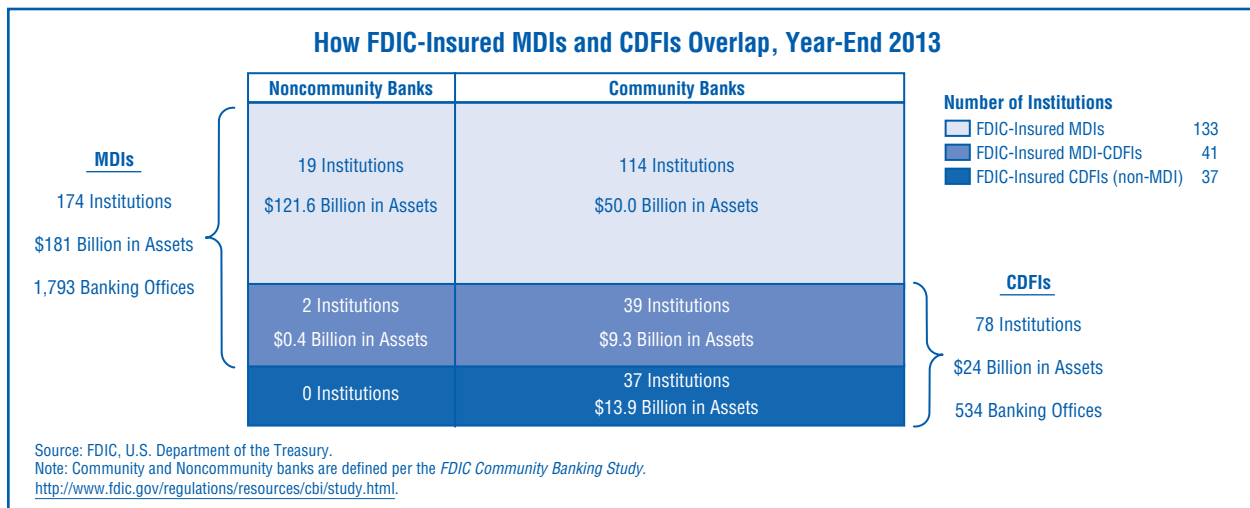 How FDIC-Insured MDIs and CDFIs Overlap, Year-End 2013
Noncommunity Banks
Community Banks
MDIs
174 Institutions
$181 Billion in Assets
1,793 Banking Offices
19 Institutions
$121.6 Billion in Assets
114 Institutions
$50.0 Billion in Assets
2 Institutions
$0.4 Billion in Assets
39 Institutions
$9.3 Billion in Assets
0 Institutions
37 Institutions
$13.9 Billion in Assets
Number of Institutions
FDIC-Insured MDIs 133
FDIC-Insured MDI-CDFIs 41
FDIC-Insured CDFIs (non-MDI) 37
CDFIs
78 Institutions
$24 Billion in Assets
534 Banking Offices
Source: FDIC, U.S. Department of the Treasury.
Note: Community and Noncommunity banks are defined per the FDIC Community Banking Study.
http://www.fdic.gov/regulations/resources/cbi/study.html.